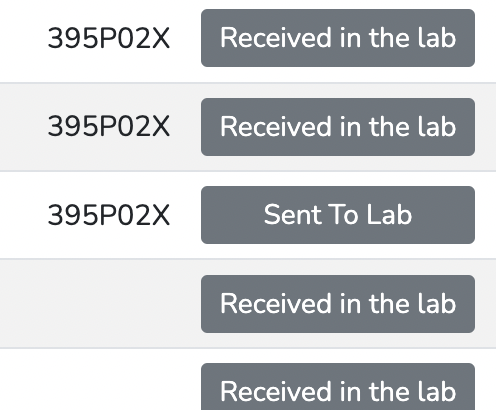 395P02X Received in the lab
395P02X Received in the lab
395P02X Sent To Lab
Received in the lab
Received in the lab